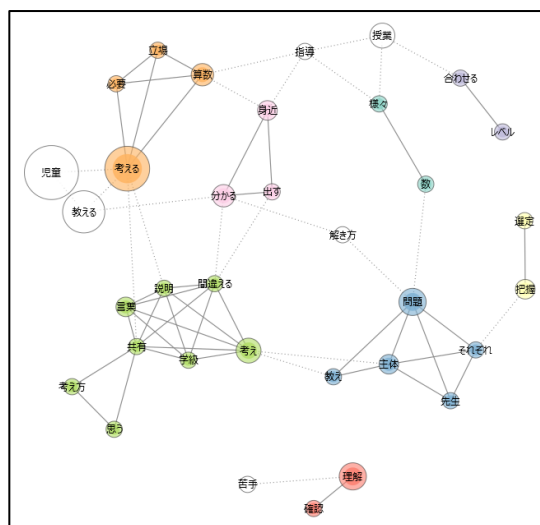 立場
指導
授業
必要
算数
合わせる
身近
様々
レベル
児童
考える
数
教える
分かる
出す
選定
解き方
説明
間違える
把握
言葉
問題
共有
学級
考え
それぞれ
主体
教え
考え方
先生
思う
苦手
理解
確認